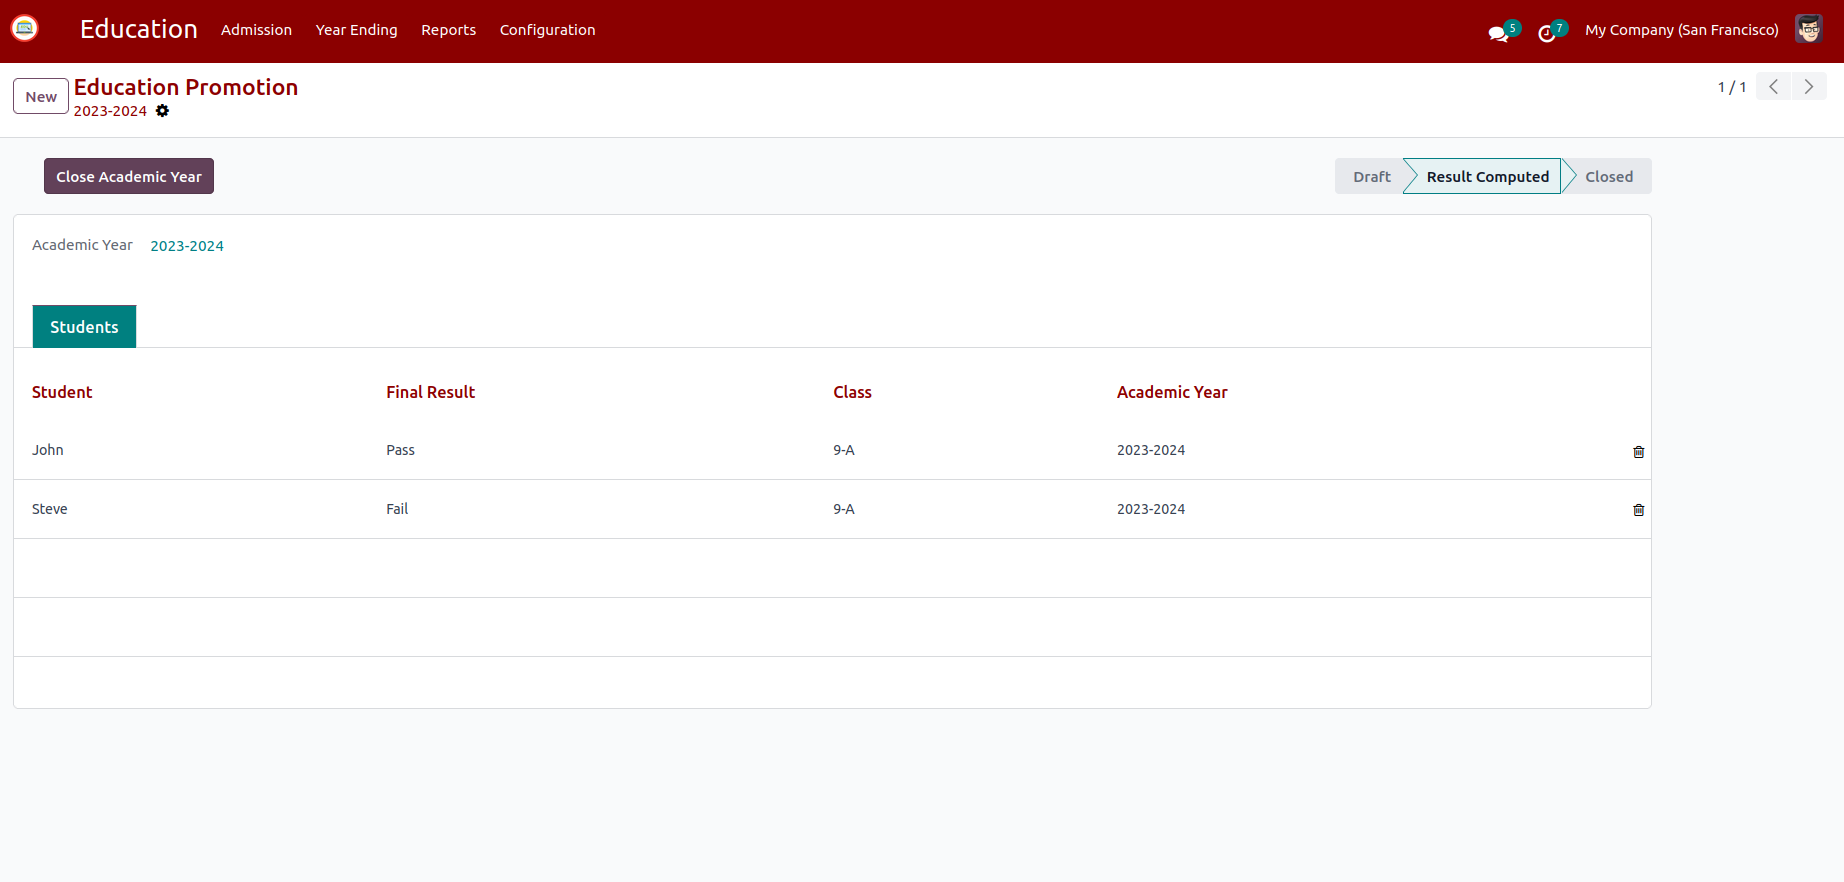 Education Admission Year Ending Reports Configuration 5 7 My Company (San Francisco)
New Education Promotion 1 / 1
2023-2024
Close Academic Year Draft Result Computed Closed
Academic Year 2023-2024
Students
Student Final Result Class Academic Year
John Pass 9-A 2023-2024
Steve Fail 9-A 2023-2024